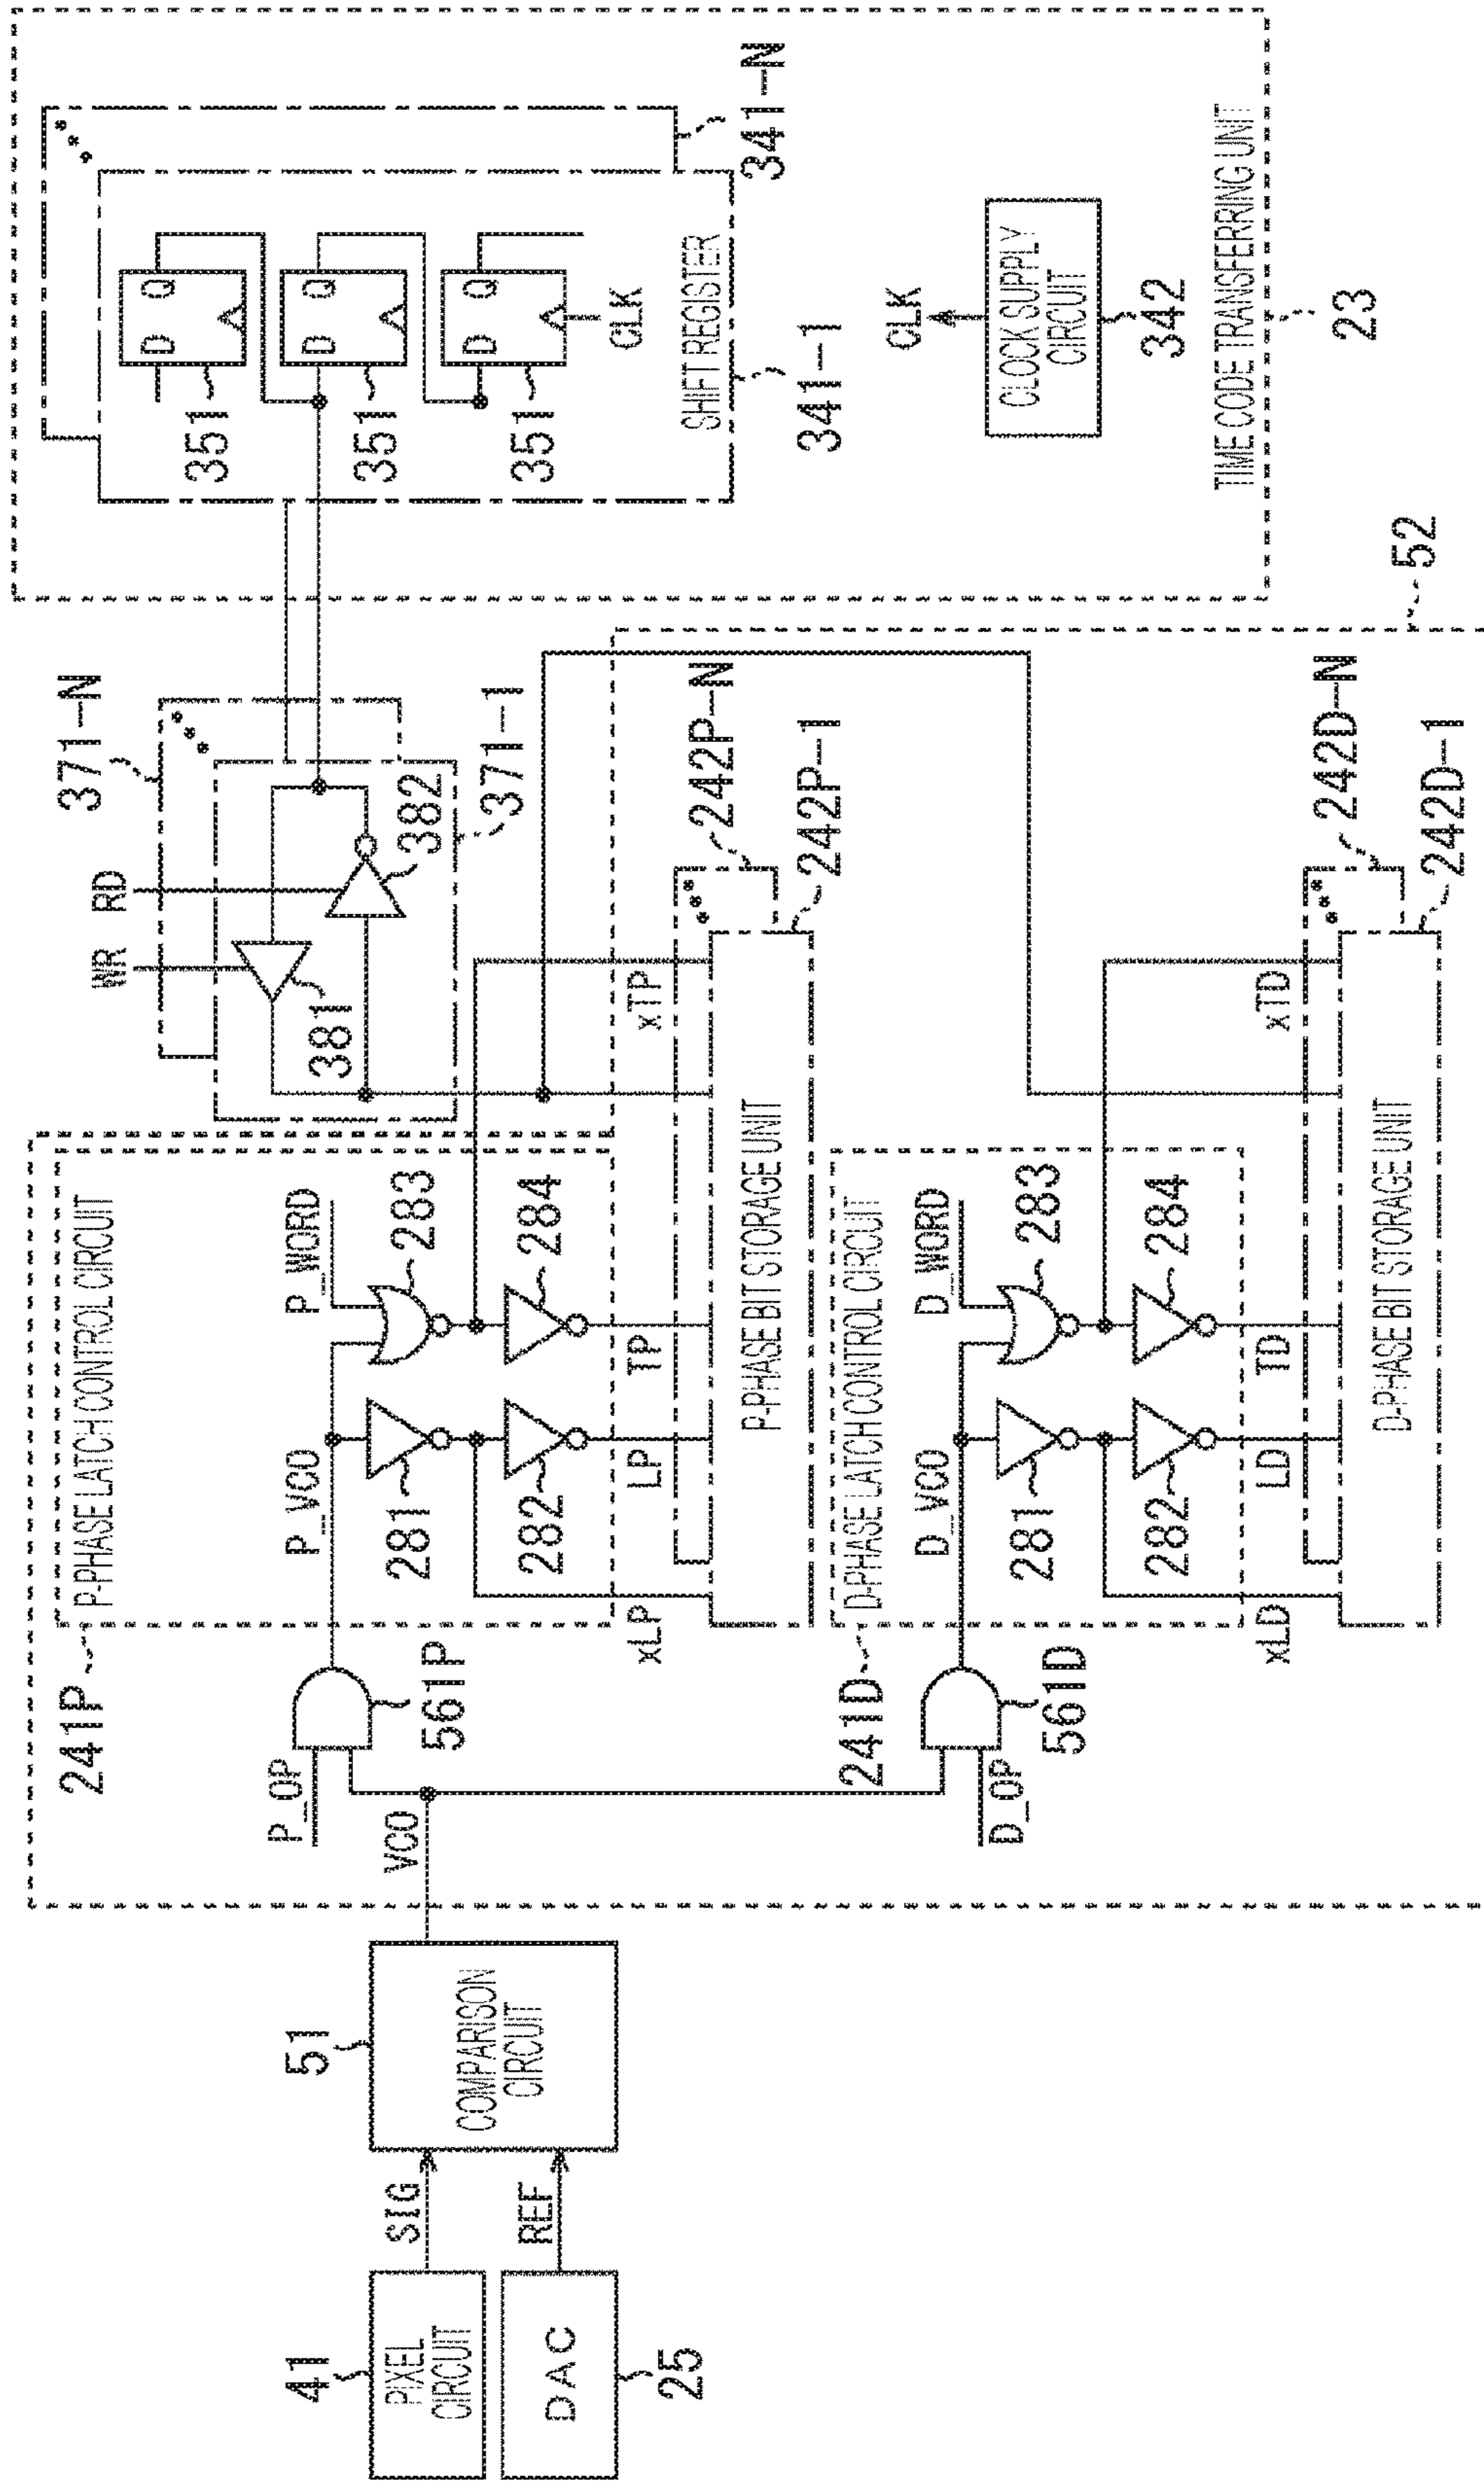 41
PIXEL
CIRCUIT
SIG
DAC
REF
25
51
COMPARISON
CIRCUIT
VCO
P_OP
561P
D_OP
561D
241P
P-PHASE LATCH CONTROL CIRCUIT
P_VCO
P_WORD
281
283
282
284
xLP
LP
TP
xTP
P-PHASE BIT STORAGE UNIT
242P-N
242P-1
241D
D-PHASE LATCH CONTROL CIRCUIT
D_VCO
D_WORD
281
283
282
284
xLD
LD
TD
xTD
D-PHASE BIT STORAGE UNIT
242D-N
242D-1
52
WR
RD
371-N
381
382
371-1
D Q
351
D Q
351
D Q
351
CLK
SHIFT REGISTER
341-N
341-1
CLK
CLOCK SUPPLY
CIRCUIT
342
TIME CODE TRANSFERRING UNIT
23